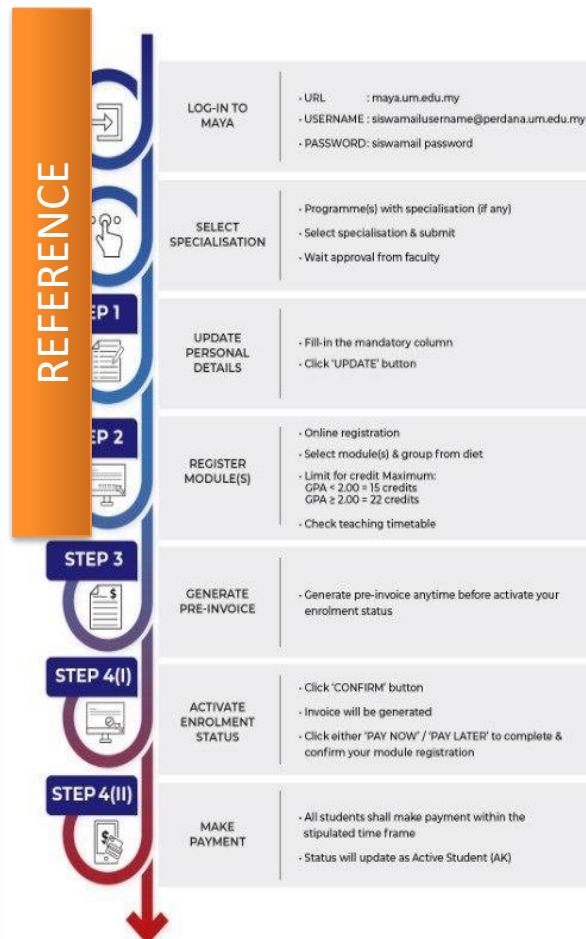 REFERENCE
LOG-IN TO
MAYA
• URL : maya.um.edu.my
• USERNAME : siswamailusername@perdana.um.edu.my
• PASSWORD: siswamail password
SELECT
SPECIALISATION
• Programme(s) with specialisation (if any)
• Select specialisation & submit
• Wait approval from faculty
EP 1
UPDATE
PERSONAL
DETAILS
• Fill-in the mandatory column
• Click 'UPDATE' button
EP 2
REGISTER
MODULE(S)
• Online registration
• Select module(s) & group from diet
• Limit for credit Maximum:
GPA < 2.00 = 15 credits
GPA ≥ 2.00 = 22 credits
• Check teaching timetable
STEP 3
GENERATE
PRE-INVOICE
• Generate pre-invoice anytime before activate your
enrolment status
STEP 4(I)
ACTIVATE
ENROLMENT
STATUS
• Click 'CONFIRM' button
• Invoice will be generated
• Click either 'PAY NOW' / 'PAY LATER' to complete &
confirm your module registration
STEP 4(II)
MAKE
PAYMENT
• All students shall make payment within the
stipulated time frame
• Status will update as Active Student (AK)